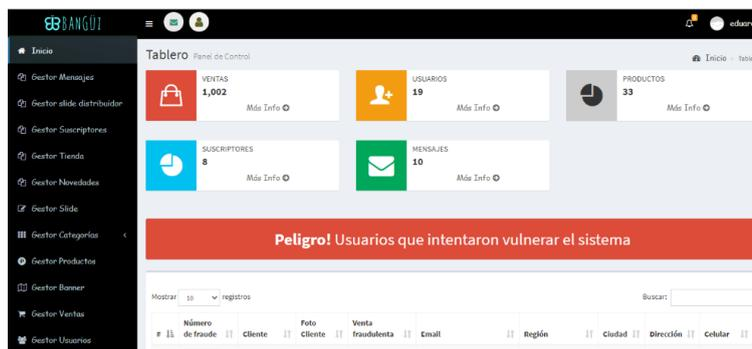 BANGÜI
eduar
Inicio
Gestor Mensajes
Gestor slide distribuidor
Gestor Suscriptores
Gestor Tienda
Gestor Novedades
Gestor Slide
Gestor Categorías
Gestor Productos
Gestor Banner
Gestor Ventas
Gestor Usuarios
Tablero Panel de Control
Inicio Table
VENTAS
1,002
Más Info
USUARIOS
19
Más Info
PRODUCTOS
33
Más Info
SUSCRIPTORES
8
Más Info
MENSAJES
10
Más Info
Peligro! Usuarios que intentaron vulnerar el sistema
Mostrar 10 registros
Buscar:
# Número de fraude Cliente Foto Cliente Venta fraudulenta Email Región Ciudad Dirección Celular